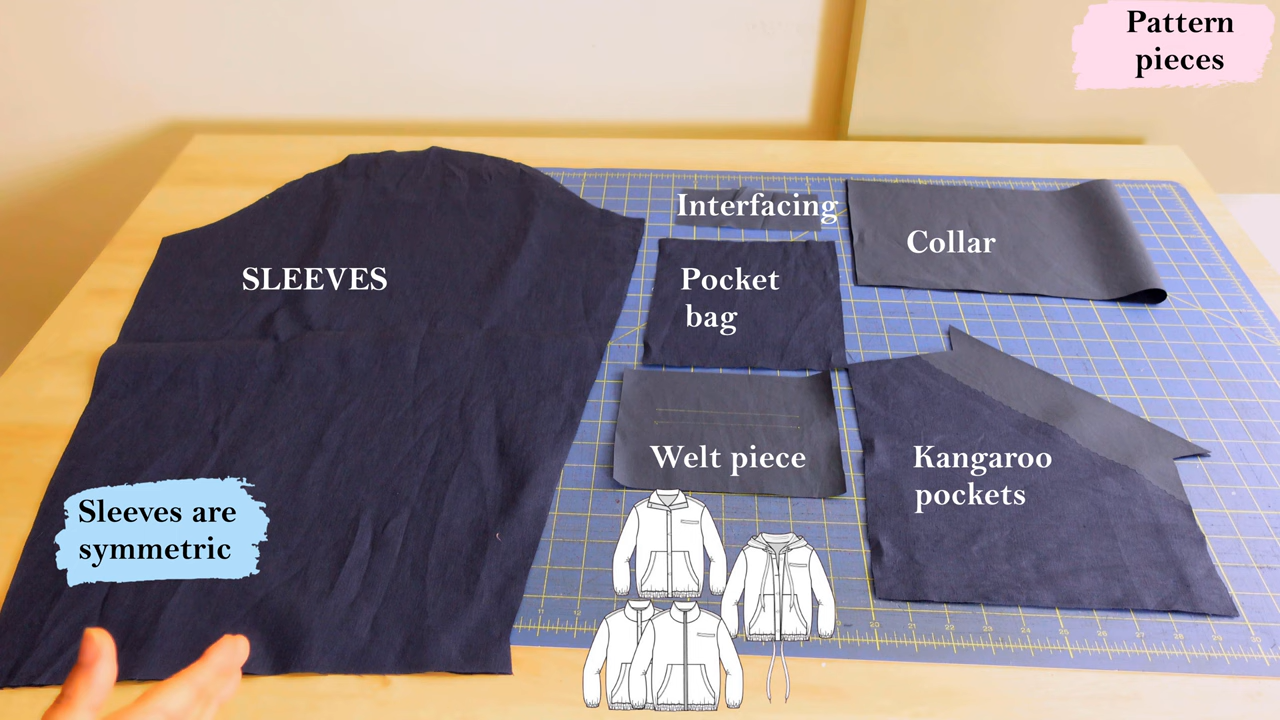 Pattern
pieces
Interfacing
Collar
SLEEVES
Pocket
bag
Welt piece
Kangaroo
pockets
Sleeves are
symmetric